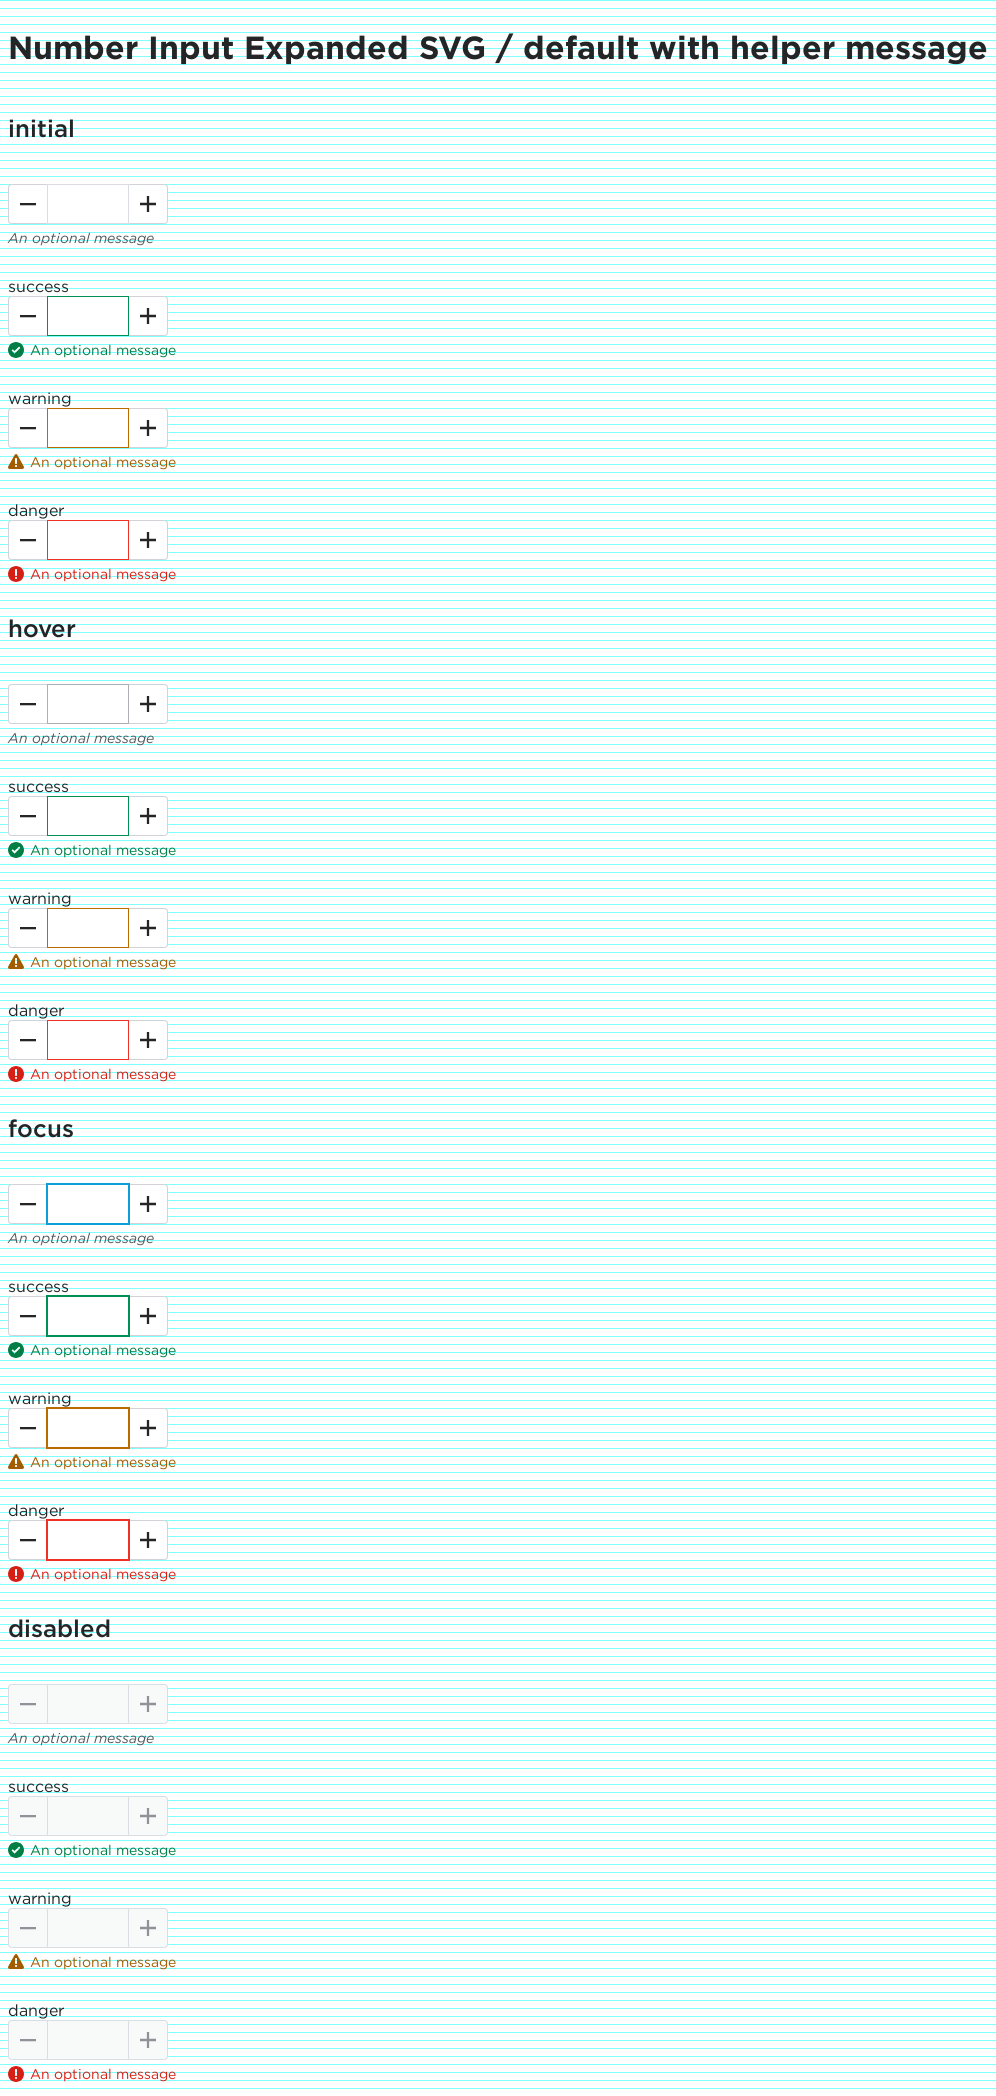 Number Input Expanded SVG / default with helper message
initial
An optional message
success
An optional message
warning
An optional message
danger
An optional message
hover
An optional message
success
An optional message
warning
An optional message
danger
An optional message
focus
An optional message
success
An optional message
warning
An optional message
danger
An optional message
disabled
An optional message
success
An optional message
warning
An optional message
danger
An optional message